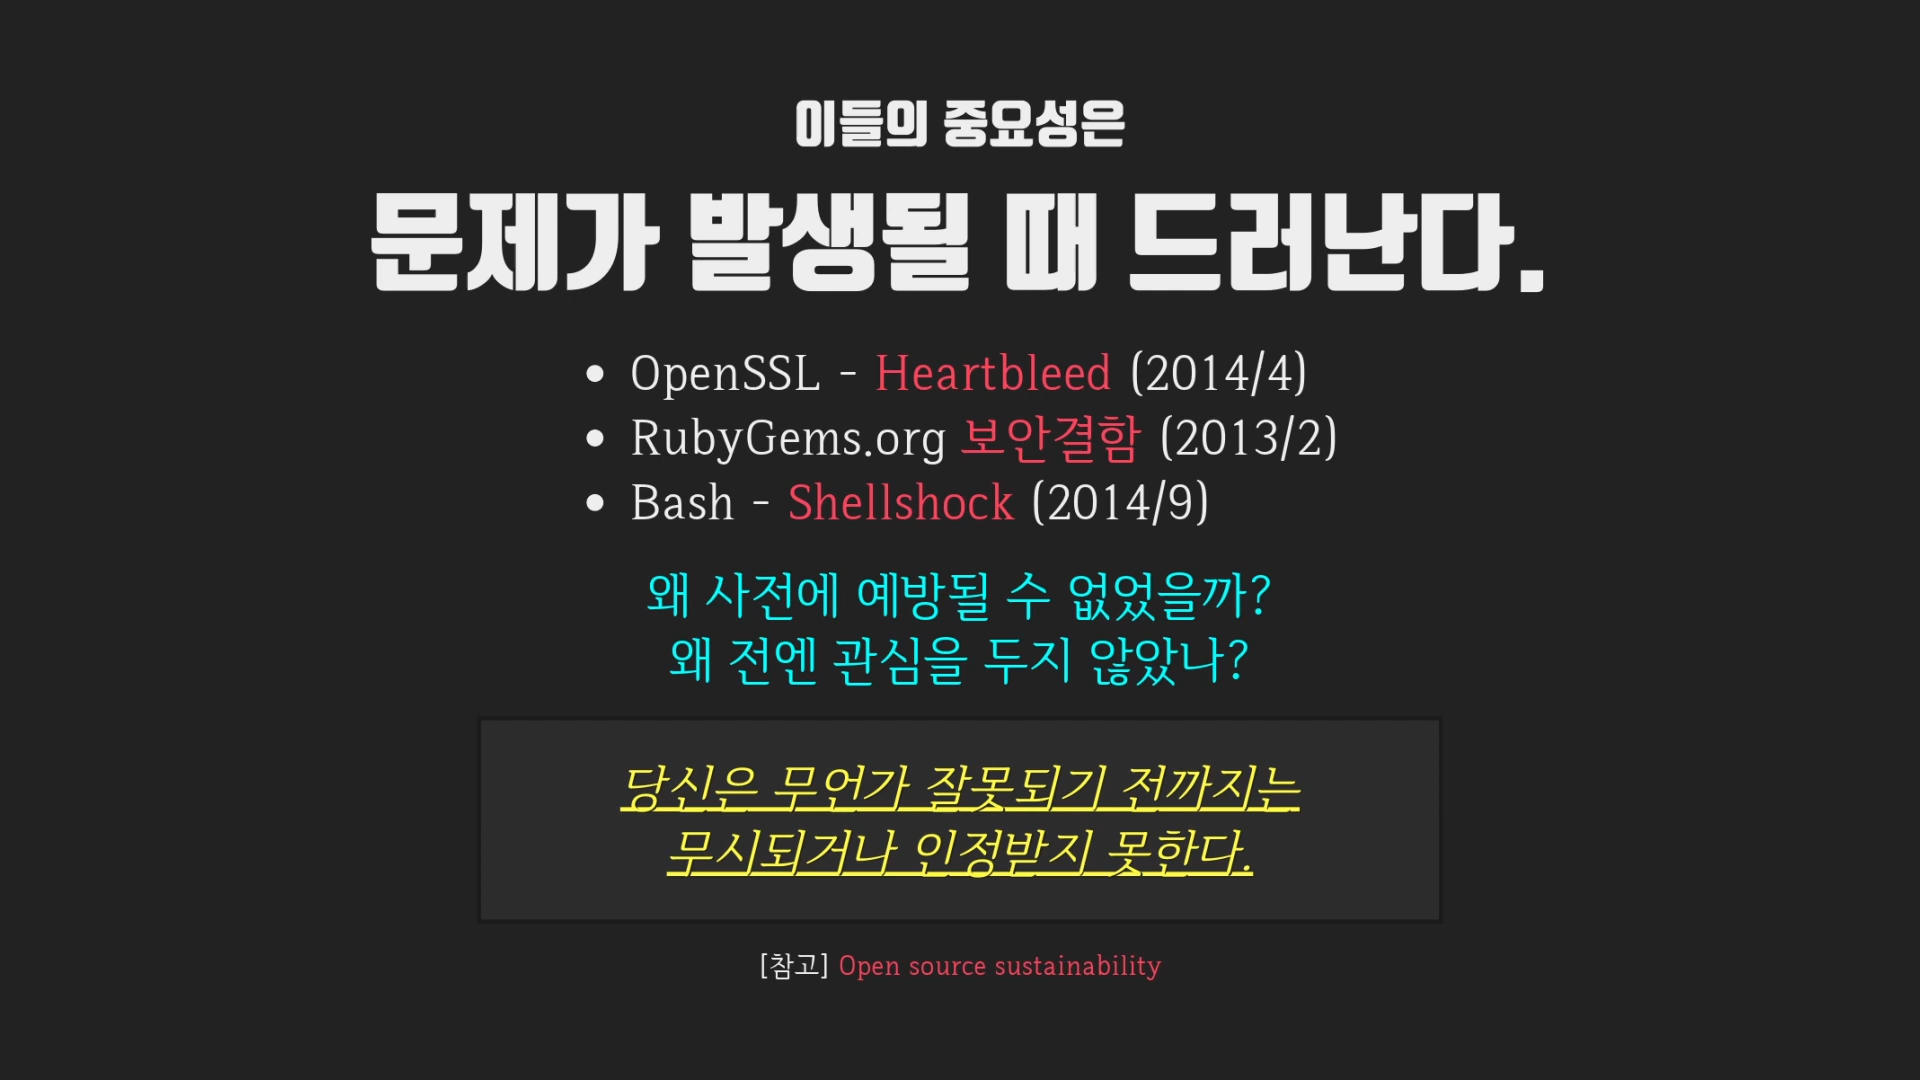 이들의 중요성은
문제가 발생될 때 드러난다.
• OpenSSL - Heartbleed (2014/4)
• RubyGems.org 보안결함 (2013/2)
• Bash - Shellshock (2014/9)
왜 사전에 예방될 수 없었을까?
왜 전엔 관심을 두지 않았나?
당신은 무언가 잘못되기 전까지는
무시되거나 인정받지 못한다.
[참고] Open source sustainability